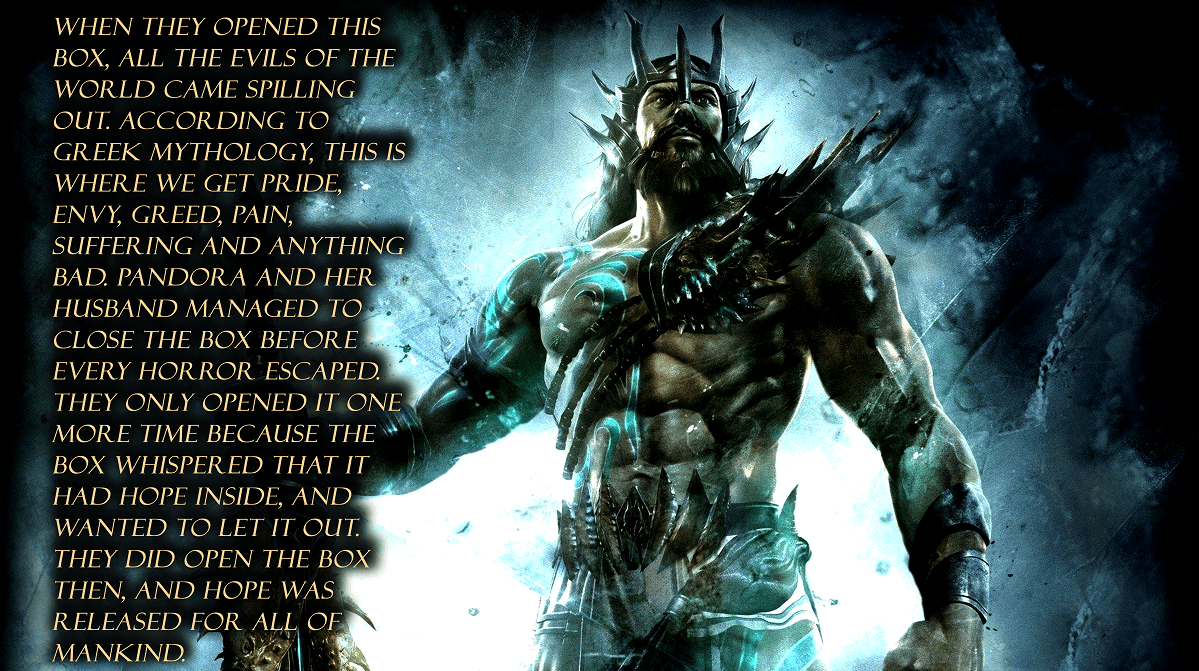 WHEN THEY OPENED THIS
BOX, ALL THE EVILS OF THE
WORLD CAME SPILLING
OUT. ACCORDING TO
GREEK MYTHOLOGY, THIS IS
WHERE WE GET PRIDE,
ENVY, GREED, PAIN,
SUFFERING AND ANYTHING
BAD. PANDORA AND HER
HUSBAND MANAGED TO
CLOSE THE BOX BEFORE
EVERY HORROR ESCAPED.
THEY ONLY OPENED IT ONE
MORE TIME BECAUSE THE
BOX WHISPERED THAT IT
HAD HOPE INSIDE, AND
WANTED TO LET IT OUT.
THEY DID OPEN THE BOX
THEN, AND HOPE WAS
RELEASED FOR ALL OF
MANKIND.